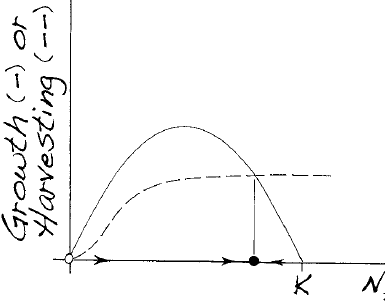 Growth (-) or
Harvesting (--)
K
N